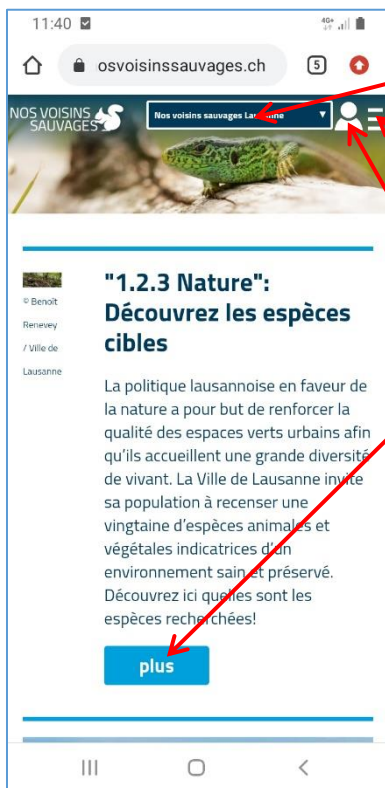 11:40
4G+
osvoisinssauvages.ch
5
NOS VOISINS
SAUVAGES
Nos voisins sauvages Lausanne
"1.2.3 Nature":
Découvrez les espèces
cibles
© Benoît
Renevey
/ Ville de
Lausanne
La politique lausannoise en faveur de
la nature a pour but de renforcer la
qualité des espaces verts urbains afin
qu'ils accueillent une grande diversité
de vivant. La Ville de Lausanne invite
sa population à recenser une
vingtaine d'espèces animales et
végétales indicatrices d'un
environnement sain et préservé.
Découvrez ici quelles sont les
espèces recherchées!
plus